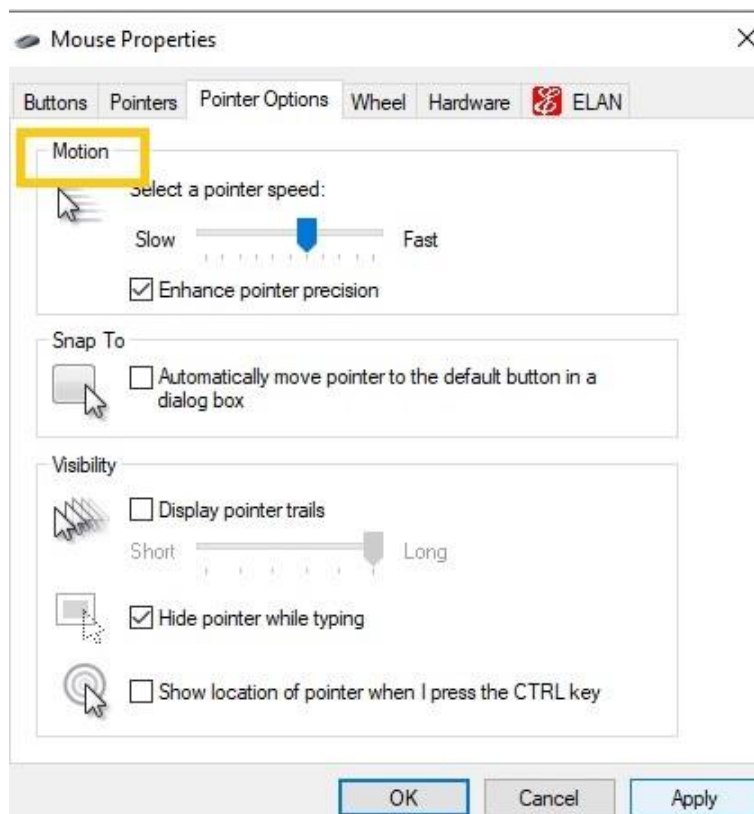 Mouse Properties
Buttons Pointers Pointer Options Wheel Hardware ELAN
Motion
Select a pointer speed:
Slow Fast
Enhance pointer precision
Snap To
Automatically move pointer to the default button in a
dialog box
Visibility
Display pointer trails
Short Long
Hide pointer while typing
Show location of pointer when I press the CTRL key
OK Cancel Apply